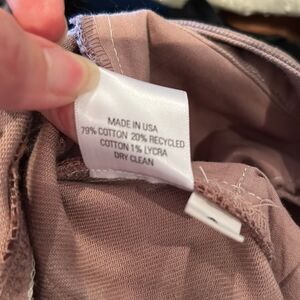 MADE IN USA
79% COTTON 20% RECYCLED
COTTON 1% LYCRA
DRY CLEAN